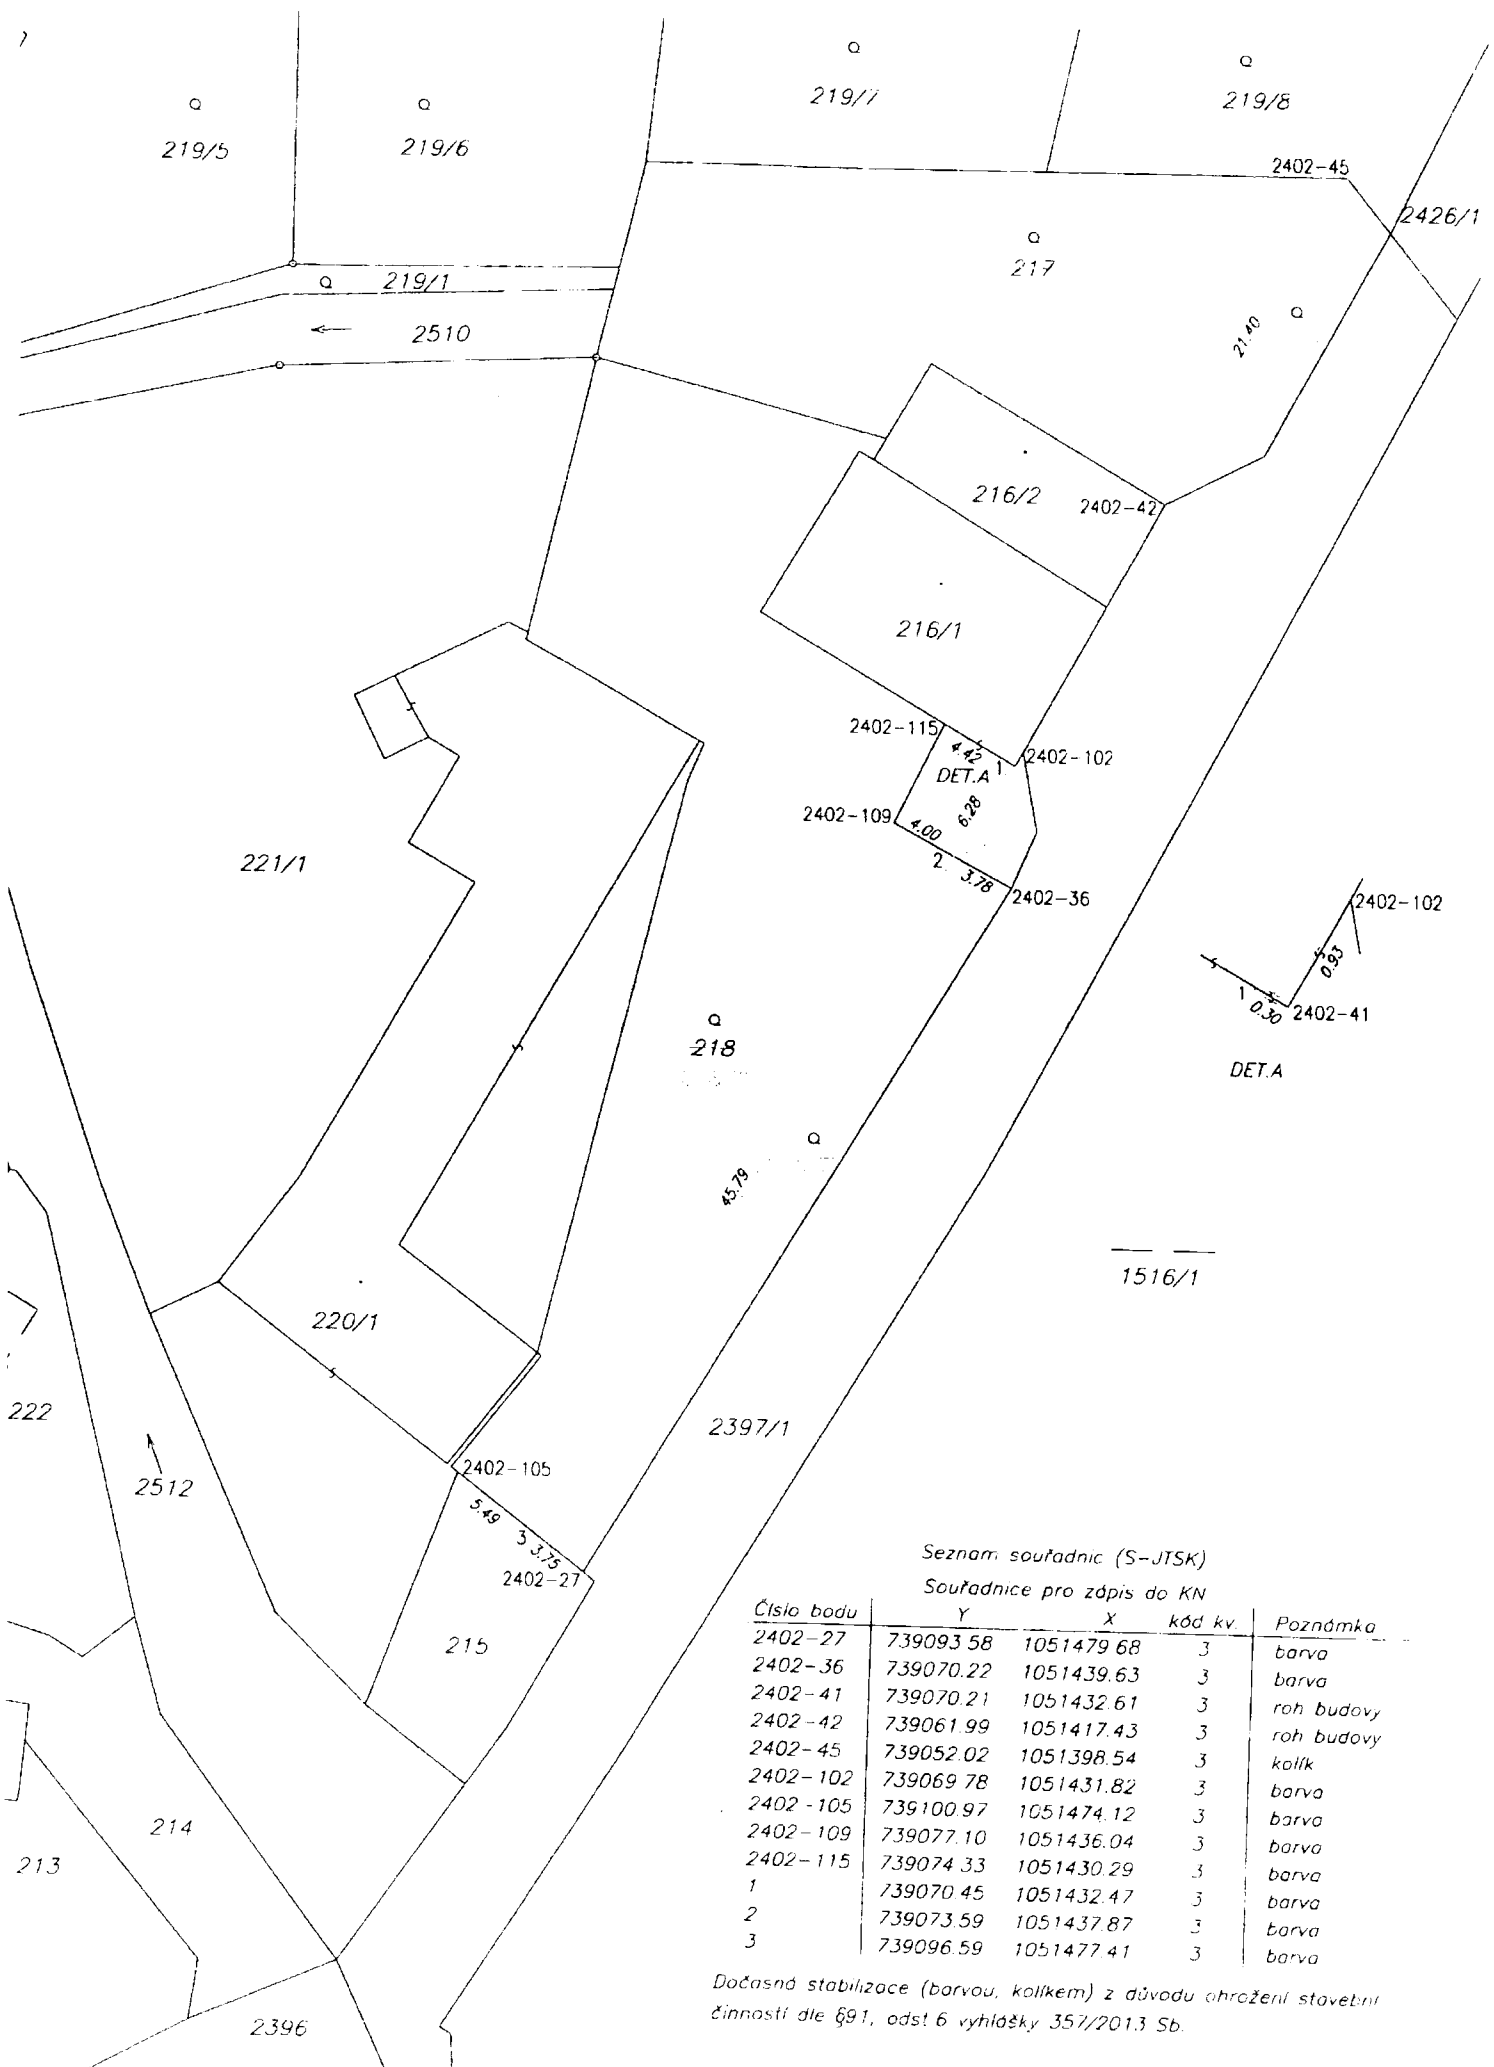 219/7
219/8
219/5
219/6
2402-45
2426/1
217
219/1
2510
21.40
216/2
2402-42
216/1
2402-115
4.42
1
2402-102
DET.A
6.28
2402-109
4.00
2
3.78
2402-36
221/1
2402-102
0.93
1
0.30
2402-41
DET.A
218
45.79
1516/1
220/1
222
2397/1
2512
2402-105
5.49
3
3.75
2402-27
215
214
213
2396
Seznam souřadnic (S-JTSK)
Souřadnice pro zápis do KN
Číslo bodu Y X kód kv. Poznámka
2402-27 739093.58 1051479.68 3 barva
2402-36 739070.22 1051439.63 3 barva
2402-41 739070.21 1051432.61 3 roh budovy
2402-42 739061.99 1051417.43 3 roh budovy
2402-45 739052.02 1051398.54 3 kolík
2402-102 739069.78 1051431.82 3 barva
2402-105 739100.97 1051474.12 3 barva
2402-109 739077.10 1051436.04 3 barva
2402-115 739074.33 1051430.29 3 barva
1 739070.45 1051432.47 3 barva
2 739073.59 1051437.87 3 barva
3 739096.59 1051477.41 3 barva
Dočasná stabilizace (barvou, kolíkem) z důvodu ohrožení stavební
činností dle §91, odst 6 vyhlášky 357/2013 Sb.